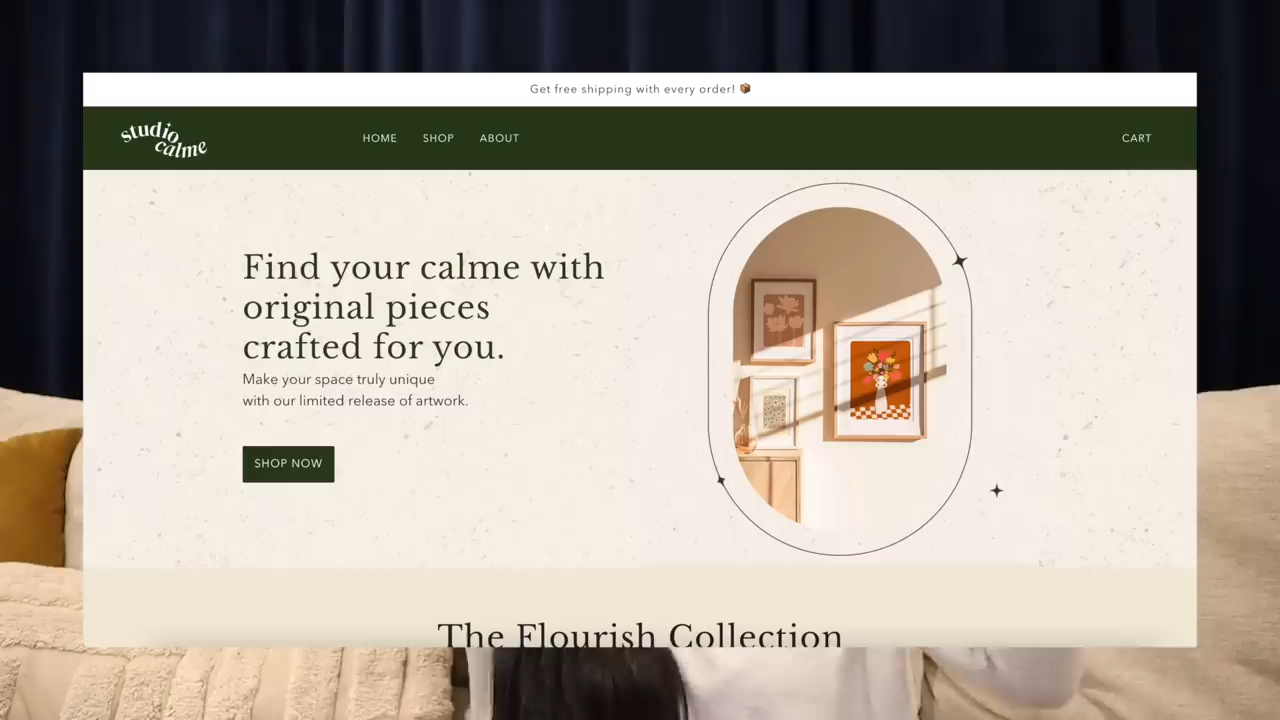 Get free shipping with every order! 📦
studio
calme
HOME SHOP ABOUT CART
Find your calme with
original pieces
crafted for you.
Make your space truly unique
with our limited release of artwork.
SHOP NOW
The Flourish Collection